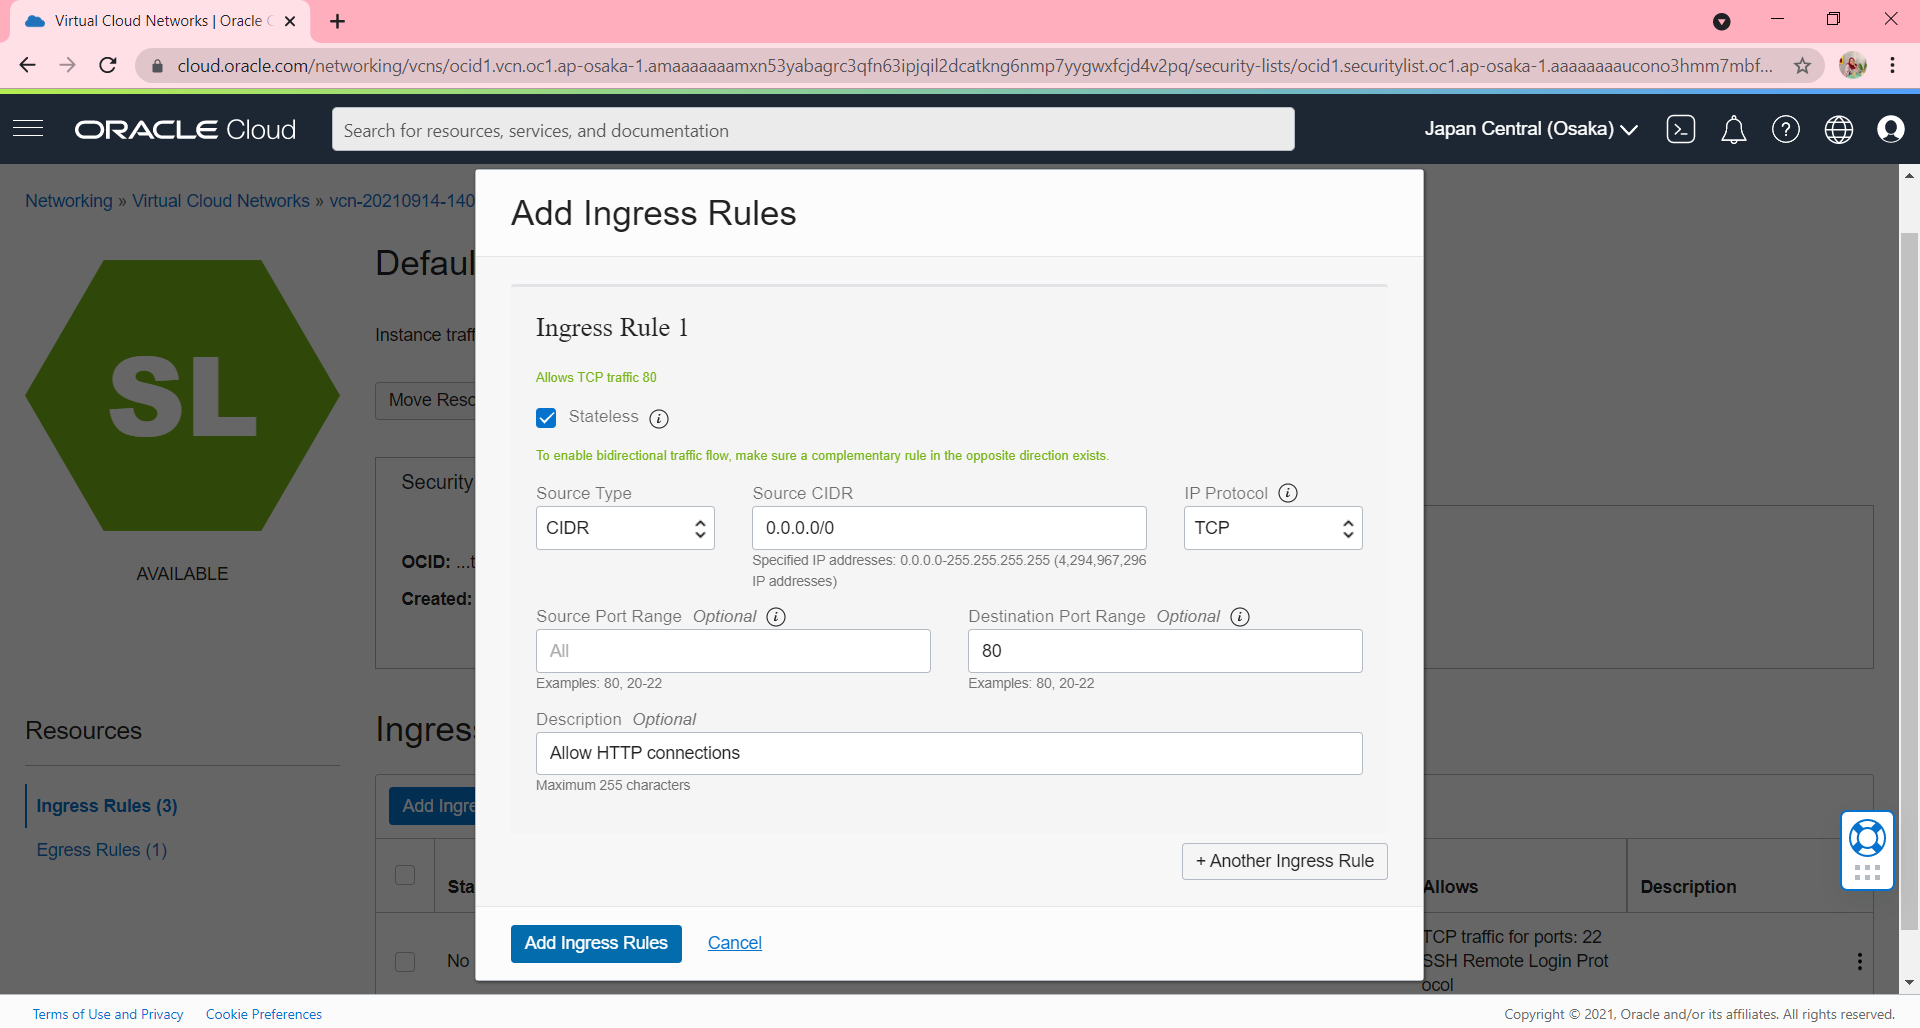 Virtual Cloud Networks | Oracle C
cloud.oracle.com/networking/vcns/ocid1.vcn.oc1.ap-osaka-1.amaaaaaaamxn53yabagrc3qfn63ipjqil2dcatkng6nmp7yygwxfcjd4v2pq/security-lists/ocid1.securitylist.oc1.ap-osaka-1.aaaaaaaaucono3hmm7mbf...
ORACLE Cloud
Search for resources, services, and documentation
Japan Central (Osaka)
Networking » Virtual Cloud Networks » vcn-20210914-140
Add Ingress Rules
Defaul
SL
AVAILABLE
Instance traff
Move Reso
Security
OCID: ...t
Created:
Ingress Rule 1
Allows TCP traffic 80
Stateless
To enable bidirectional traffic flow, make sure a complementary rule in the opposite direction exists.
Source Type
Source CIDR
IP Protocol
CIDR
0.0.0.0/0
TCP
Specified IP addresses: 0.0.0.0-255.255.255.255 (4,294,967,296
IP addresses)
Source Port Range Optional
Destination Port Range Optional
All
80
Examples: 80, 20-22
Examples: 80, 20-22
Description Optional
Allow HTTP connections
Maximum 255 characters
+ Another Ingress Rule
Add Ingress Rules
Cancel
Resources
Ingress Rules (3)
Egress Rules (1)
Ingres
Add Ingre
Sta
Allows
Description
No
TCP traffic for ports: 22
SSH Remote Login Prot
ocol
Terms of Use and Privacy
Cookie Preferences
Copyright © 2021, Oracle and/or its affiliates. All rights reserved.